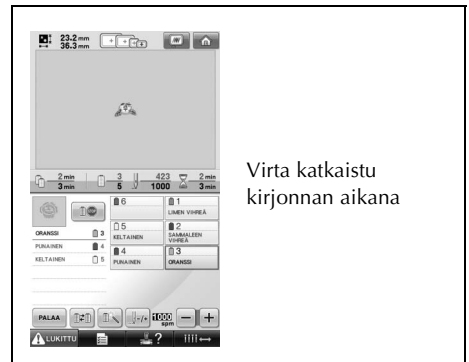 23.2 mm
36.3 mm
2 min
3 min
3
5
423
1000
2 min
3 min
6
1
LIMEN VIHREÄ
ORANSSI 3
PUNAINEN 4
KELTAINEN 5
5
KELTAINEN
2
SAMMALEEN
VIHREÄ
4
PUNAINEN
3
ORANSSI
PALAA
-/+
1000
spm
-
+
LUKITTU
?
Virta katkaistu
kirjonnan aikana